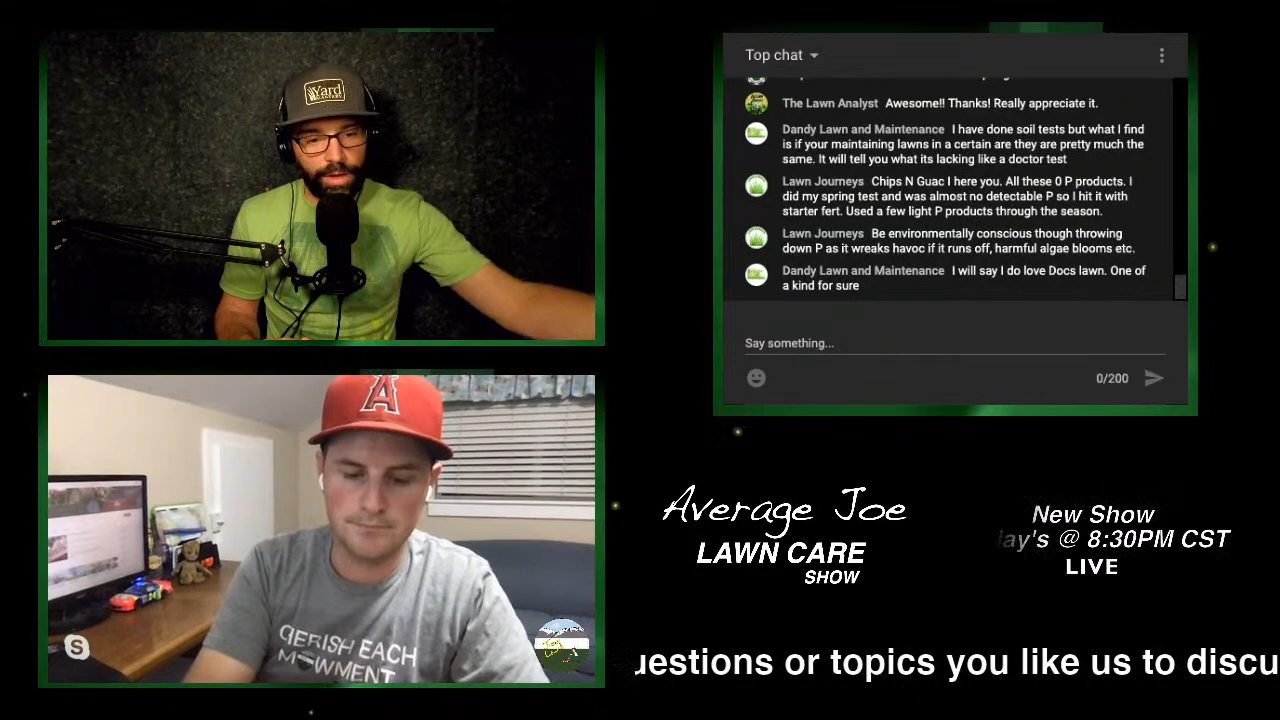 Yard
A
S
CHERISH EACH
MOWMENT
Top chat
The Lawn Analyst Awesome!! Thanks! Really appreciate it.
Dandy Lawn and Maintenance I have done soil tests but what I find
is if your maintaining lawns in a certain are they are pretty much the
same. It will tell you what its lacking like a doctor test
Lawn Journeys Chips N Guac I here you. All these 0 P products. I
did my spring test and was almost no detectable P so I hit it with
starter fert. Used a few light P products through the season.
Lawn Journeys Be environmentally conscious though throwing
down P as it wreaks havoc if it runs off, harmful algae blooms etc.
Dandy Lawn and Maintenance I will say I do love Docs lawn. One of
a kind for sure
Say something...
0/200
Average Joe
LAWN CARE
SHOW
New Show
ay's @ 8:30PM CST
LIVE
uestions or topics you like us to discu